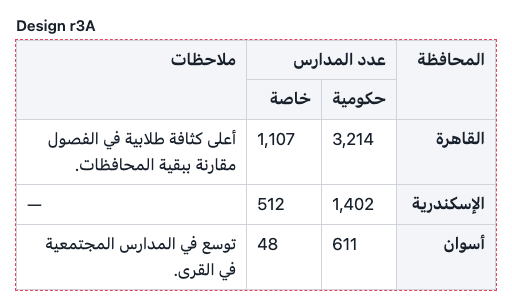 Design r3A
المحافظة عدد المدارس ملاحظات
حكومية خاصة
القاهرة 3,214 1,107 أعلى كثافة طلابية في الفصول
مقارنة ببقية المحافظات.
الإسكندرية 1,402 512 —
أسوان 611 48 توسع في المدارس المجتمعية
في القرى.